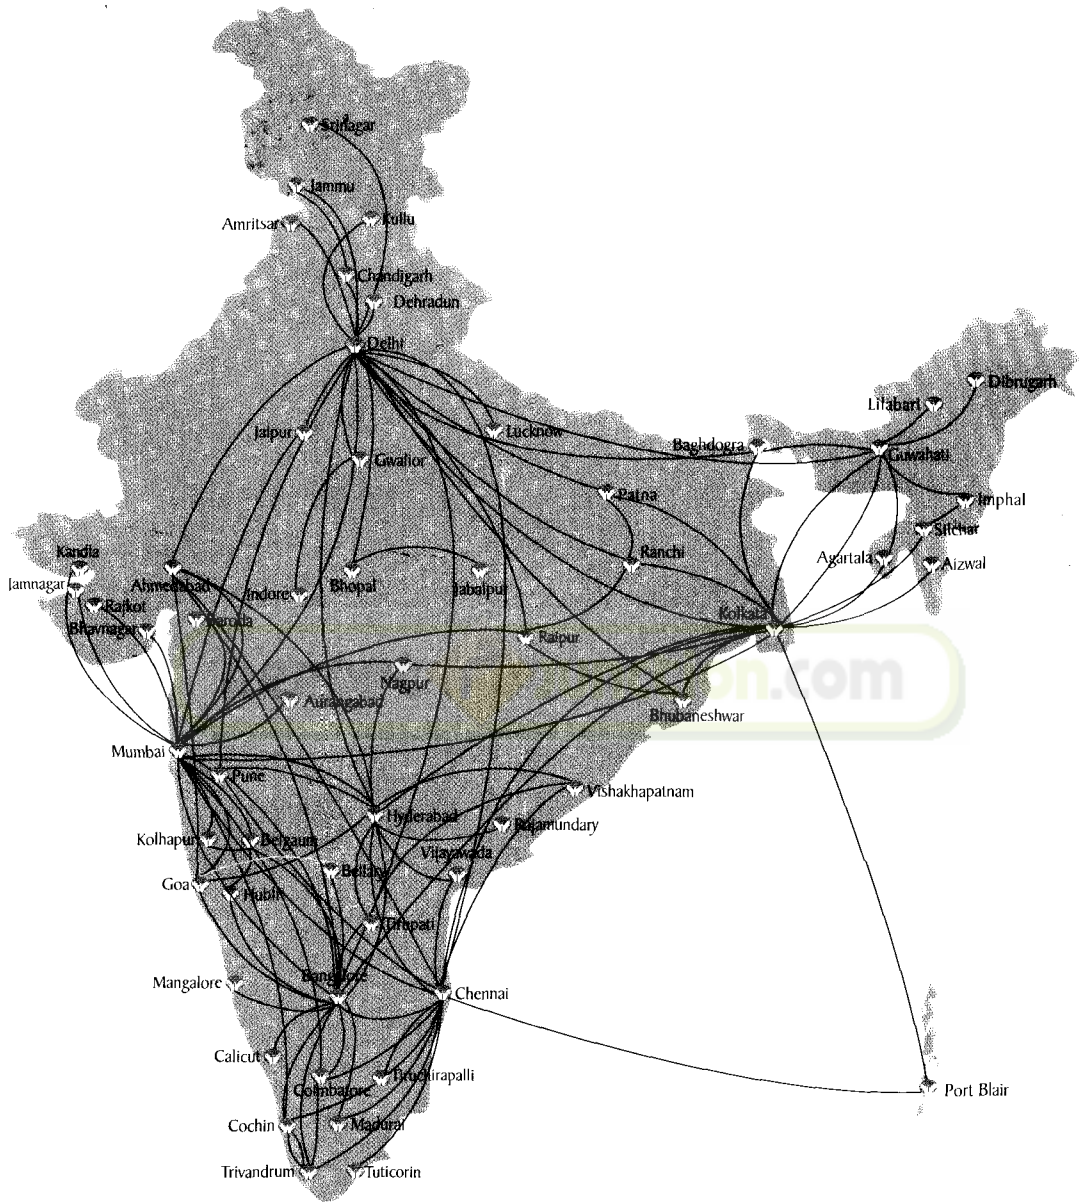 Srinagar
Jammu
Amritsar
Kullu
Chandigarh
Dehradun
Delhi
Dibrugarh
Lilabari
Jaipur
Lucknow
Baghdogra
Guwahati
Gwalior
Patna
Imphal
Silchar
Kandla
Ranchi
Agartala
Aizwal
Jamnagar
Ahmedabad
Bhopal
Jabalpur
Indore
Rajkot
Baroda
Kolkata
Bhavnagar
Raipur
Nagpur
Aurangabad
.com
Bhubaneshwar
Mumbai
Pune
Vishakhapatnam
Hyderabad
Rajamundary
Kolhapur
Belgaum
Vijayawada
Bellary
Goa
Hubli
Tirupati
Bangalore
Mangalore
Chennai
Calicut
Coimbatore
Tiruchirapalli
Port Blair
Cochin
Madurai
Trivandrum
Tuticorin